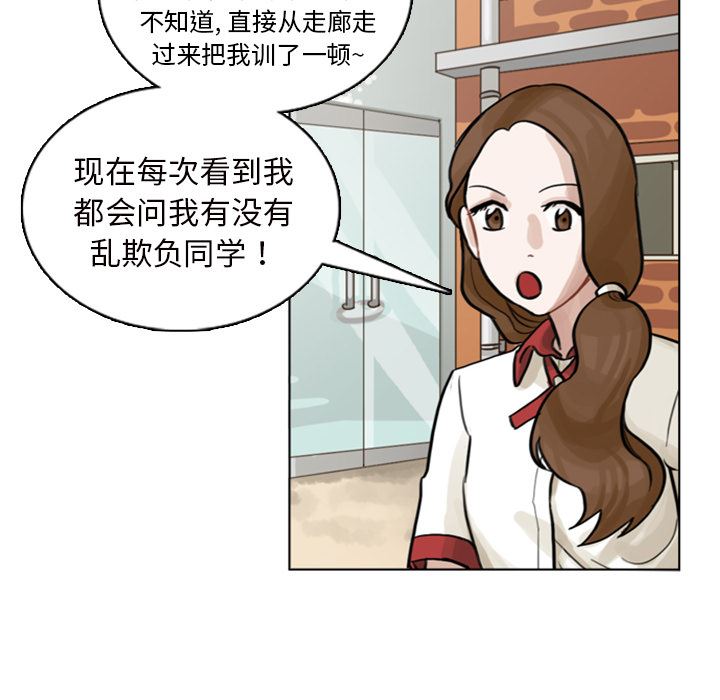 不知道, 直接从走廊走
过来把我训了一顿~
现在每次看到我
都会问我有没有
乱欺负同学！